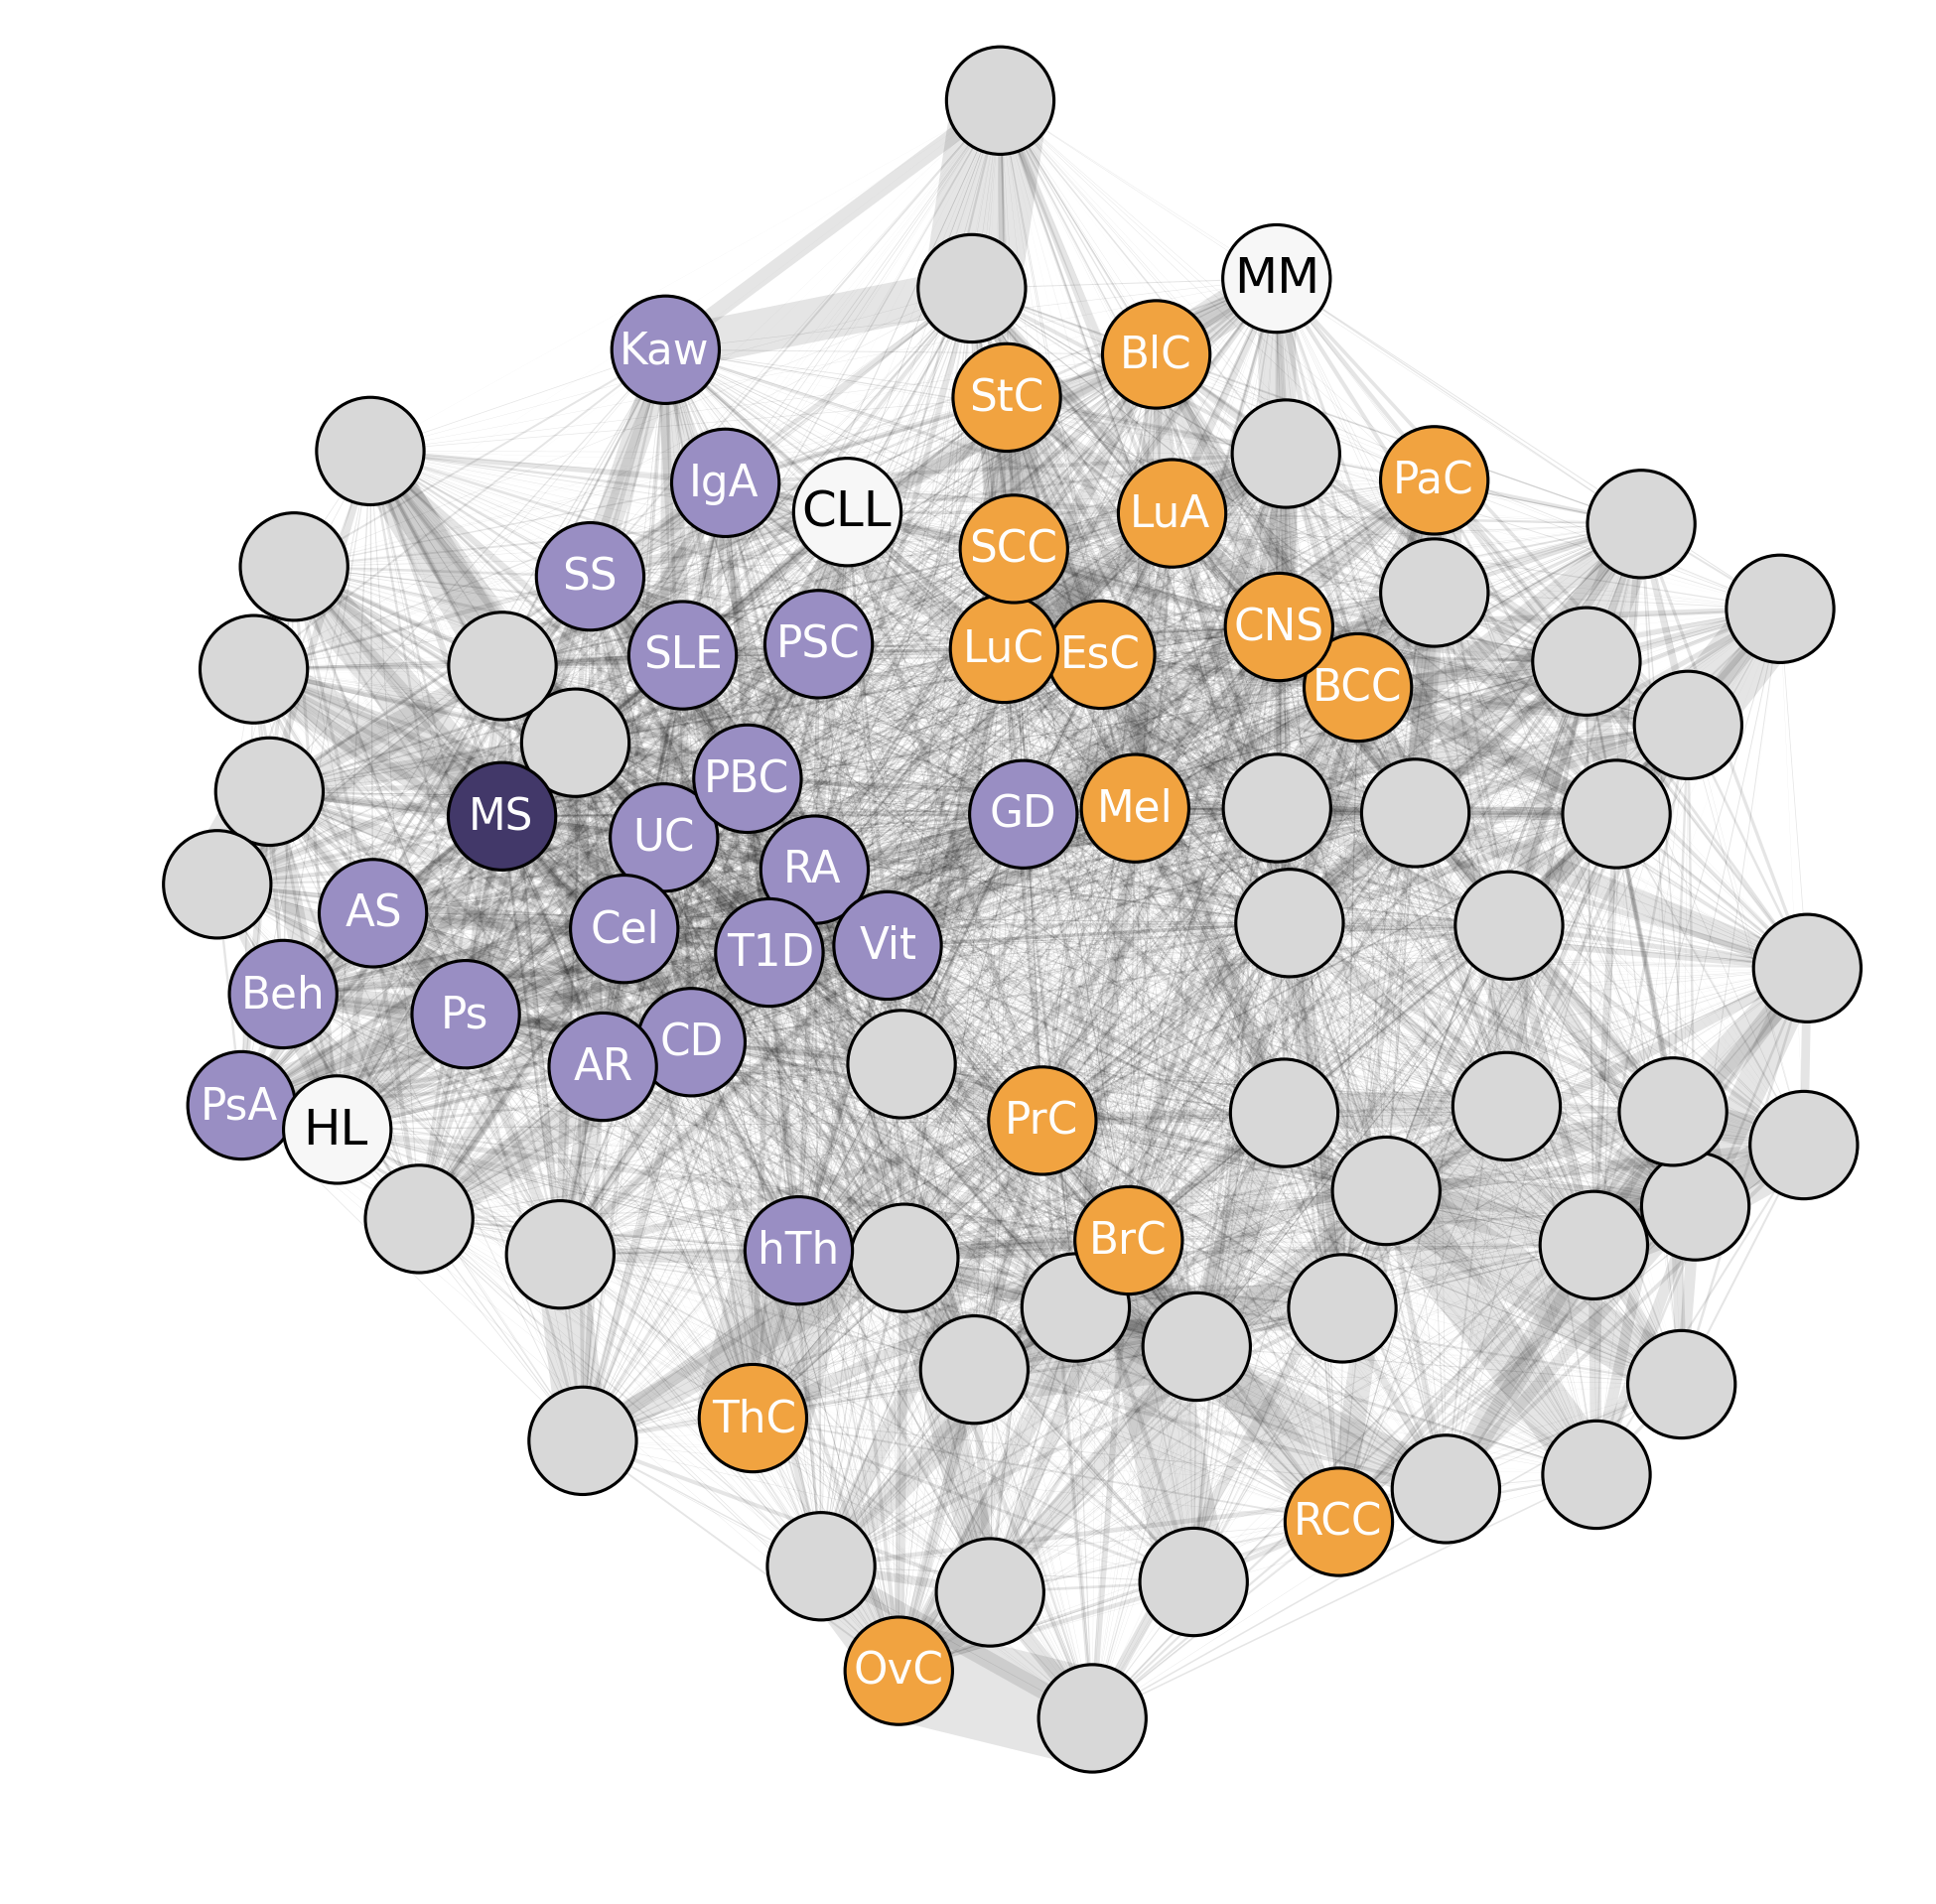 MM
Kaw
BlC
StC
IgA
CLL
LuA
PaC
SCC
SS
CNS
SLE
PSC
LuC
EsC
BCC
PBC
MS
UC
GD
Mel
RA
AS
Cel
T1D
Vit
Beh
Ps
CD
AR
PsA
HL
PrC
hTh
BrC
ThC
RCC
OvC